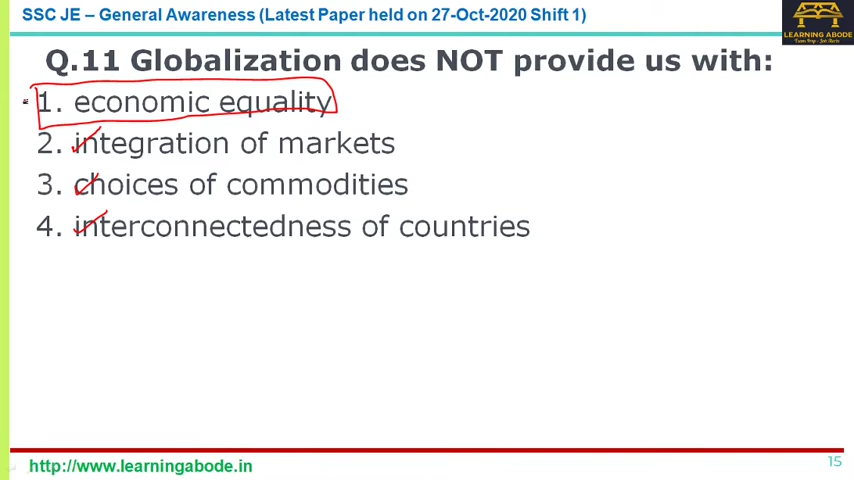 SSC JE – General Awareness (Latest Paper held on 27-Oct-2020 Shift 1)
LEARNING ABODE
Q.11 Globalization does NOT provide us with:
1. economic equality
2. integration of markets
3. choices of commodities
4. interconnectedness of countries
http://www.learningabode.in
15